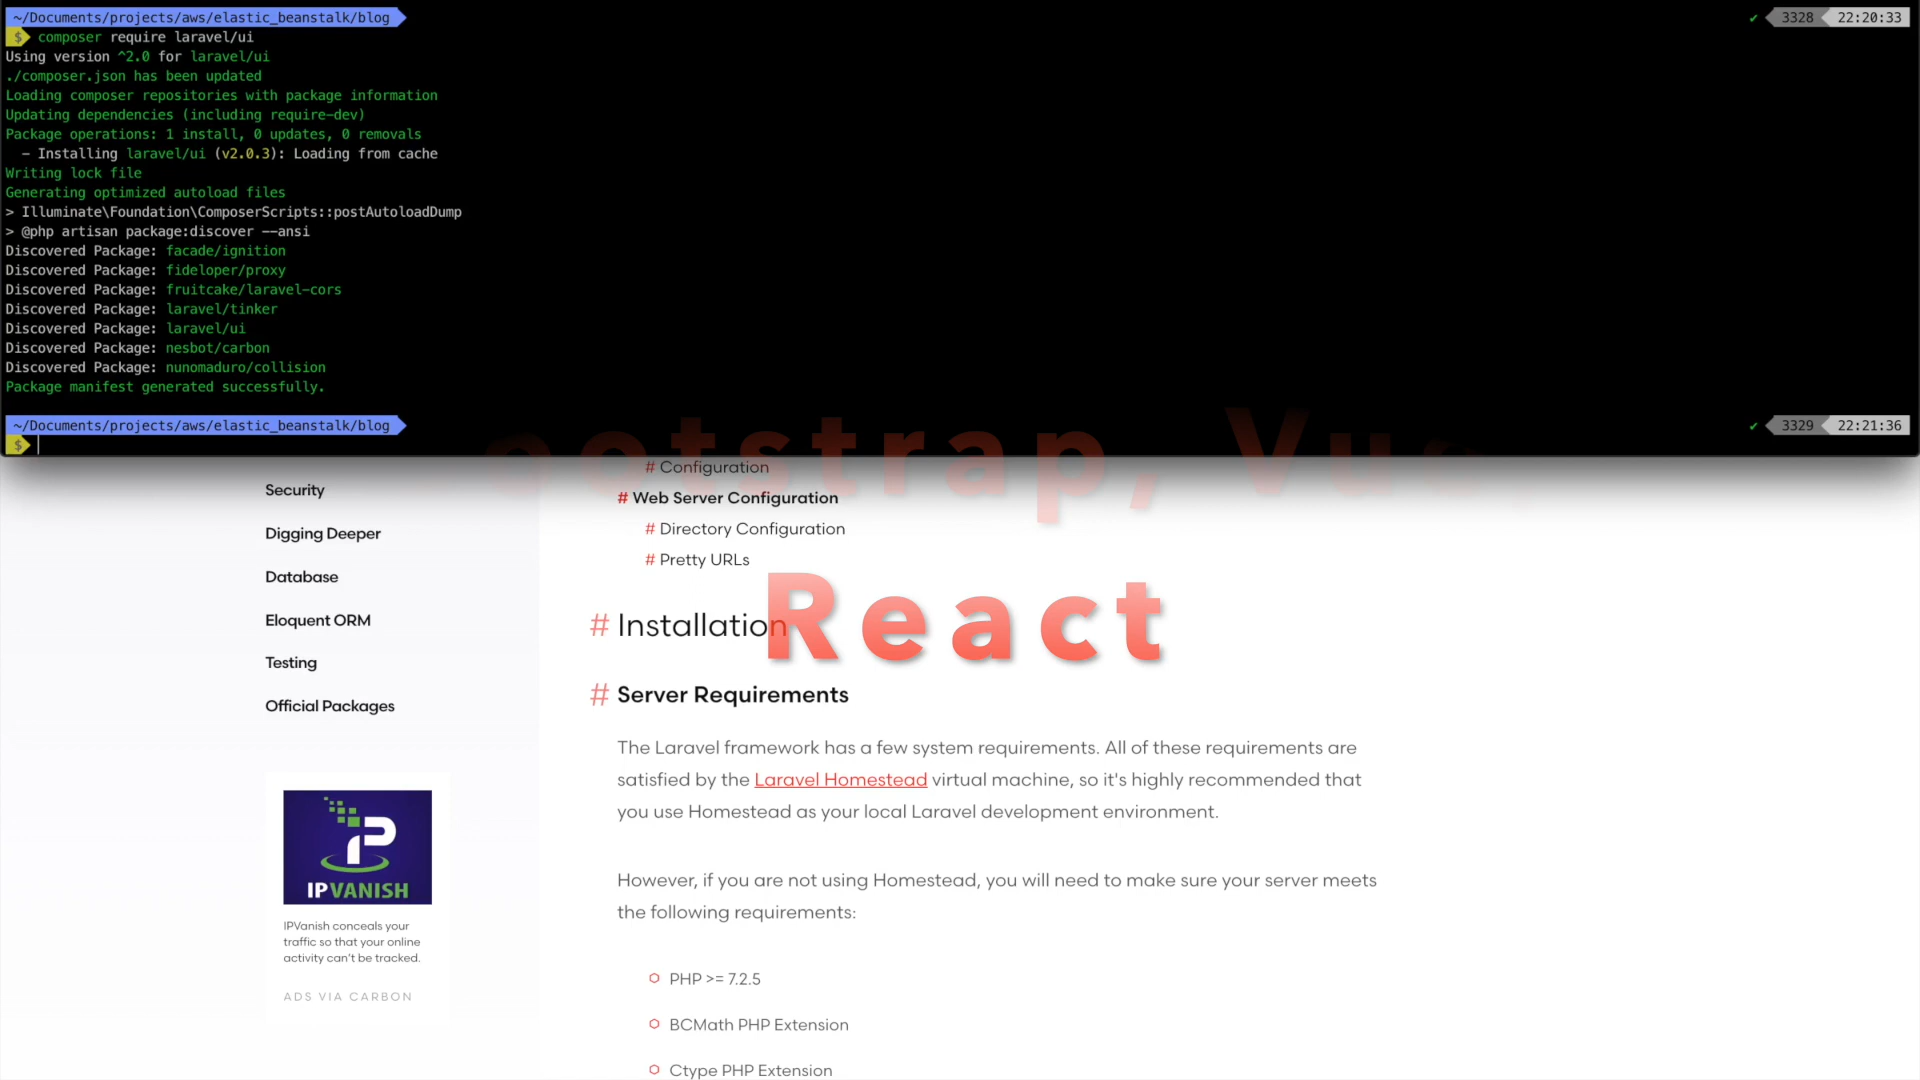 ~/Documents/projects/aws/elastic_beanstalk/blog
✔ 3328 22:20:33
$ composer require laravel/ui
Using version ^2.0 for laravel/ui
./composer.json has been updated
Loading composer repositories with package information
Updating dependencies (including require-dev)
Package operations: 1 install, 0 updates, 0 removals
- Installing laravel/ui (v2.0.3): Loading from cache
Writing lock file
Generating optimized autoload files
> Illuminate\Foundation\ComposerScripts::postAutoloadDump
> @php artisan package:discover --ansi
Discovered Package: facade/ignition
Discovered Package: fideloper/proxy
Discovered Package: fruitcake/laravel-cors
Discovered Package: laravel/tinker
Discovered Package: laravel/ui
Discovered Package: nesbot/carbon
Discovered Package: nunomaduro/collision
Package manifest generated successfully.
~/Documents/projects/aws/elastic_beanstalk/blog
✔ 3329 22:21:36
$
ootstrap, Vue
React
Security
Digging Deeper
Database
Eloquent ORM
Testing
Official Packages
IPVANISH
IPVanish conceals your
traffic so that your online
activity can't be tracked.
ADS VIA CARBON
# Configuration
# Web Server Configuration
# Directory Configuration
# Pretty URLs
# Installation
# Server Requirements
The Laravel framework has a few system requirements. All of these requirements are
satisfied by the Laravel Homestead virtual machine, so it's highly recommended that
you use Homestead as your local Laravel development environment.
However, if you are not using Homestead, you will need to make sure your server meets
the following requirements:
PHP >= 7.2.5
BCMath PHP Extension
Ctype PHP Extension